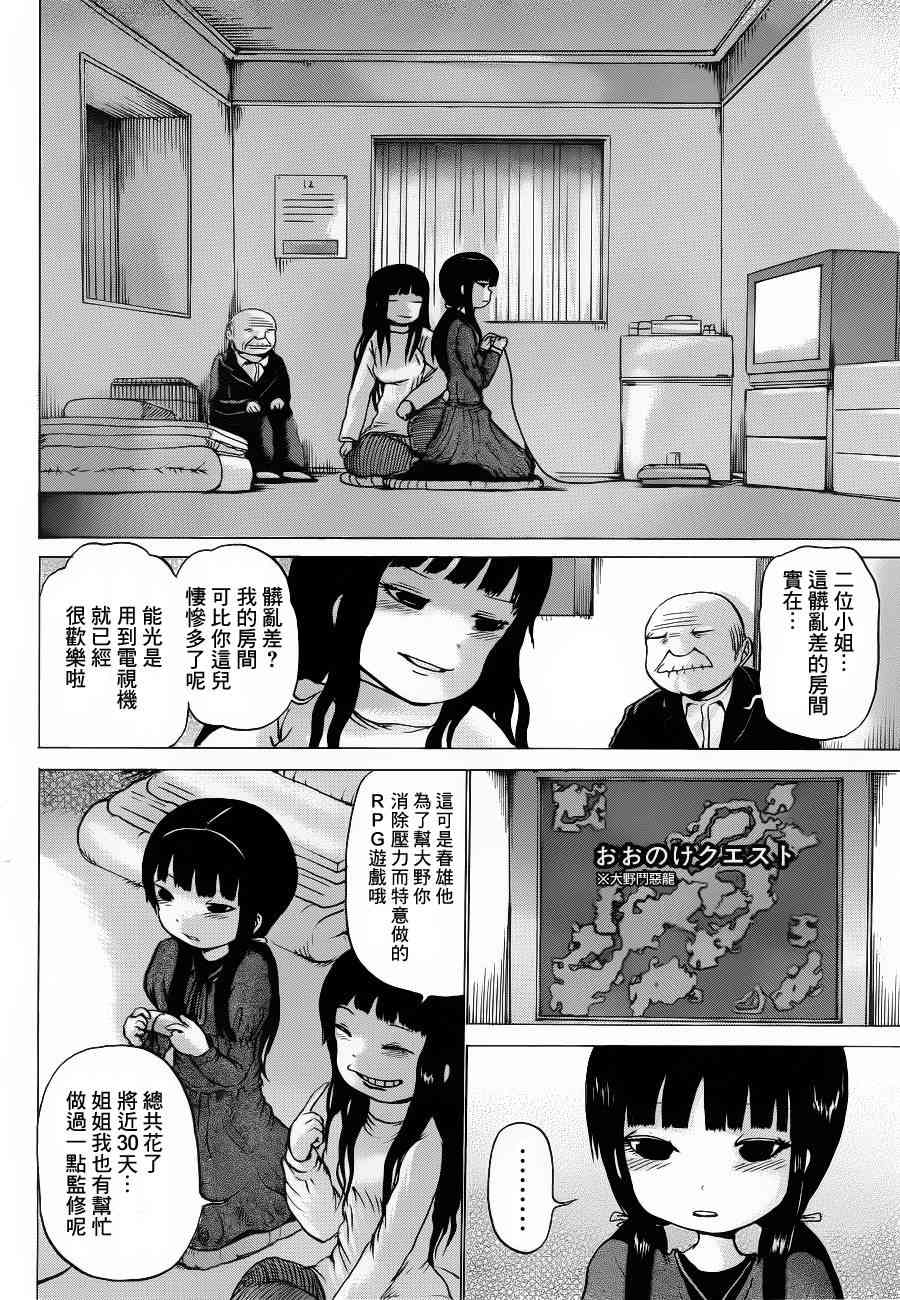 二位小姐…
這髒亂差的房間
實在…
髒亂差？
我的房間
可比你這兒
悽慘多了呢
能光是
用到電視機
就已經
很歡樂啦
おおのけクエスト
※大野鬥惡龍
這可是春雄他
為了幫大野你
消除壓力而特意做的
RPG遊戲哦
………
總共花了
將近30天…
姐姐我也有幫忙
做過一點監修呢